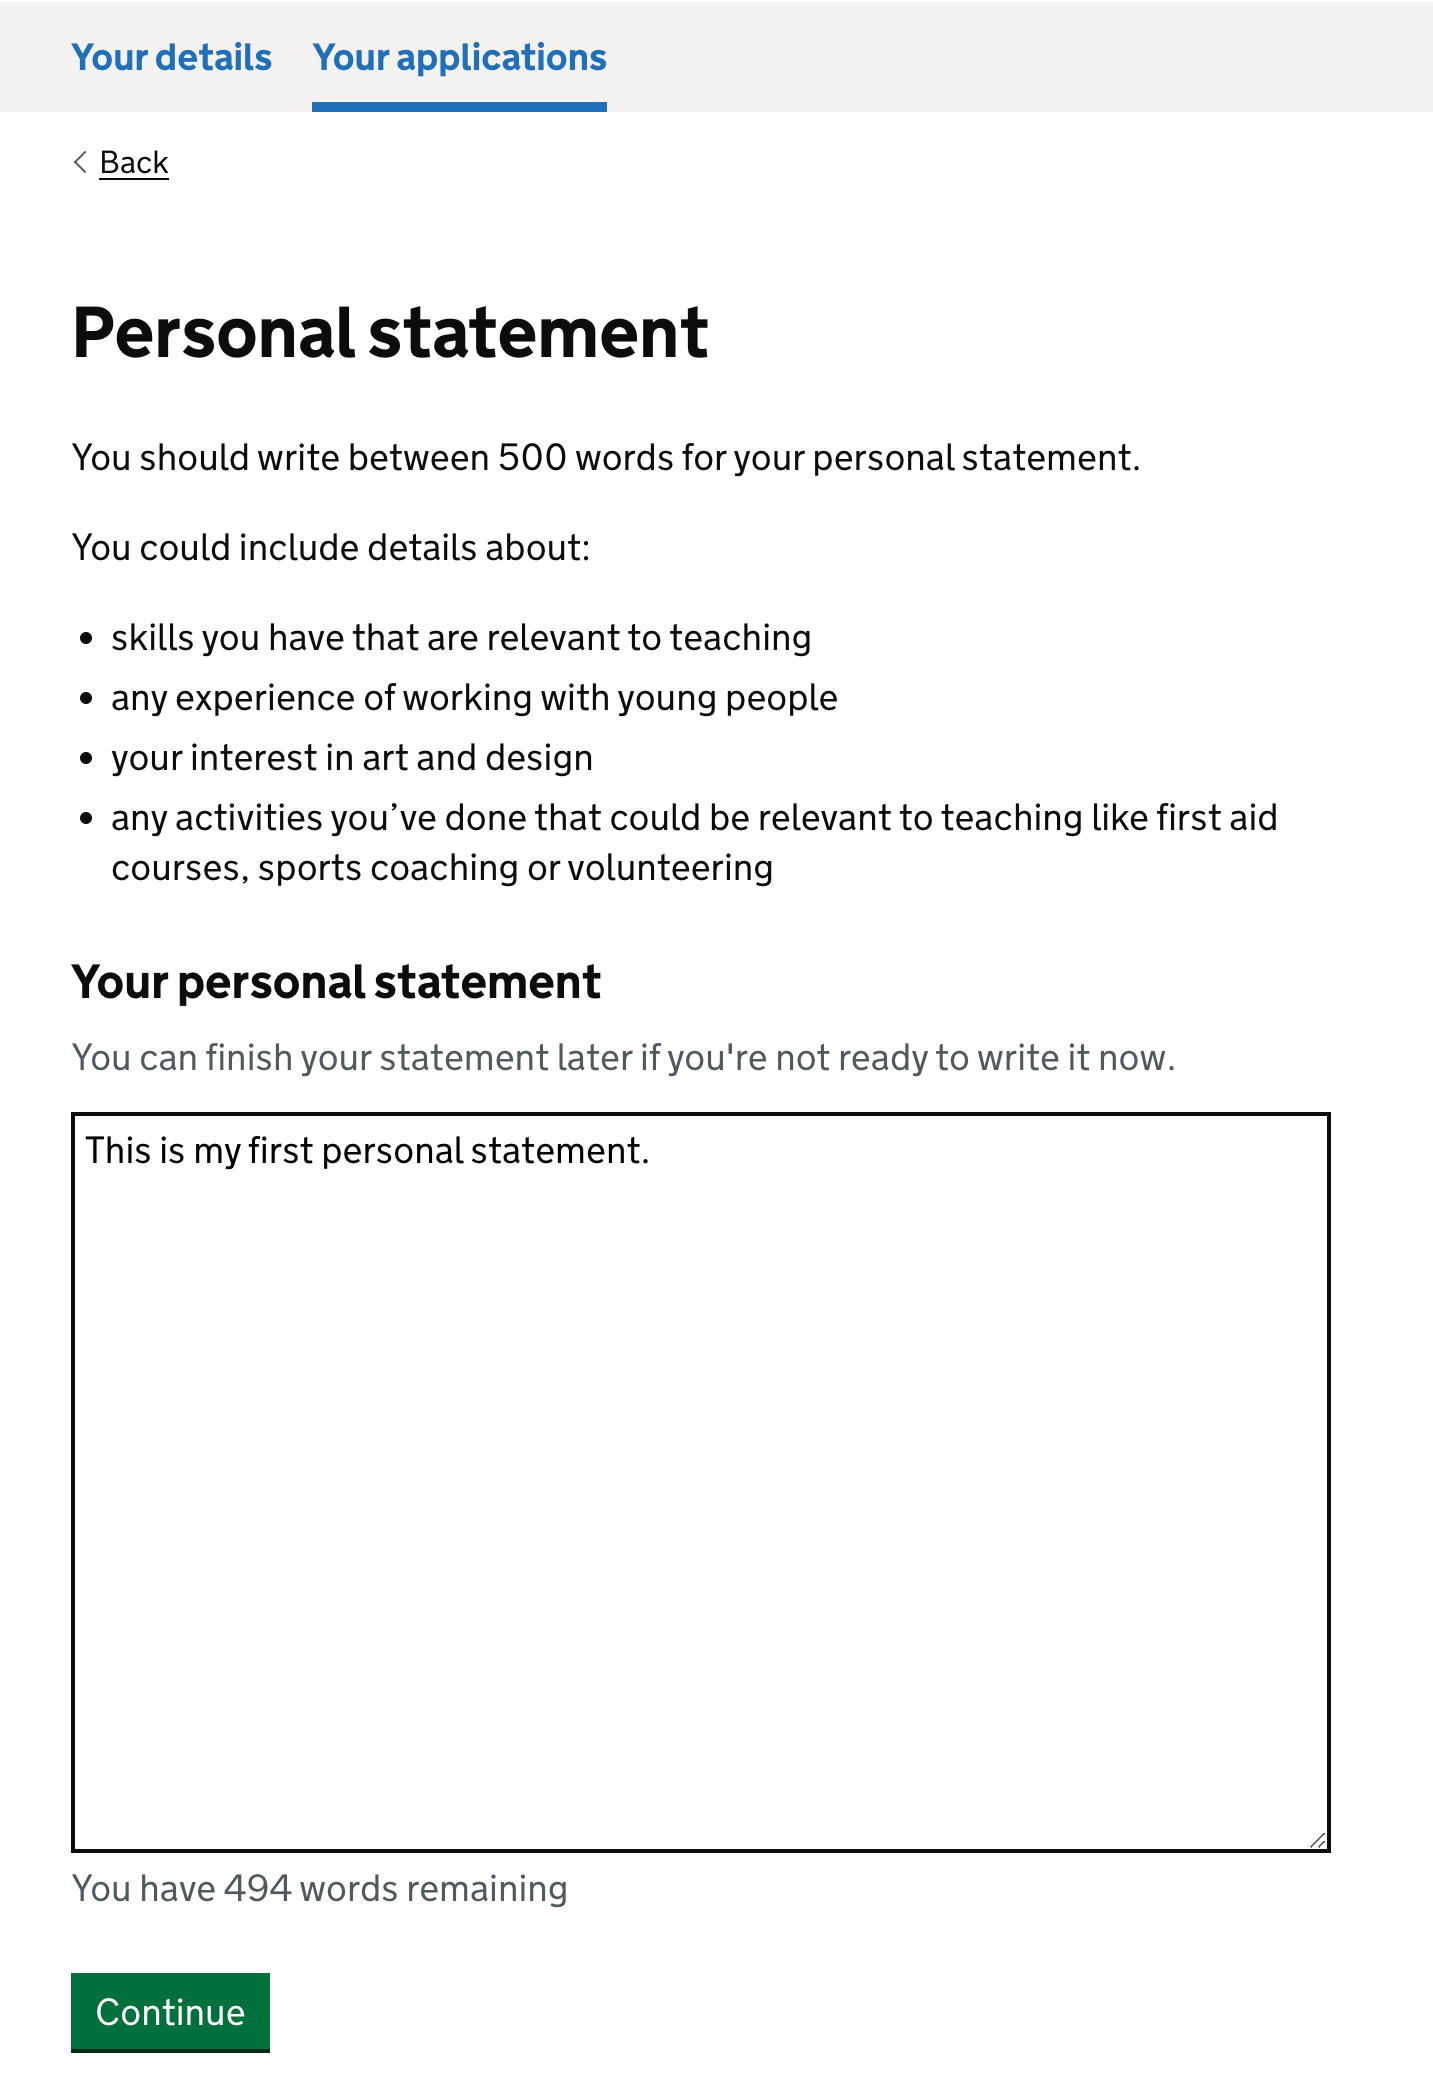 Your details Your applications
Back
Personal statement
You should write between 500 words for your personal statement.
You could include details about:
• skills you have that are relevant to teaching
• any experience of working with young people
• your interest in art and design
• any activities you’ve done that could be relevant to teaching like first aid
courses, sports coaching or volunteering
Your personal statement
You can finish your statement later if you're not ready to write it now.
This is my first personal statement.
You have 494 words remaining
Continue